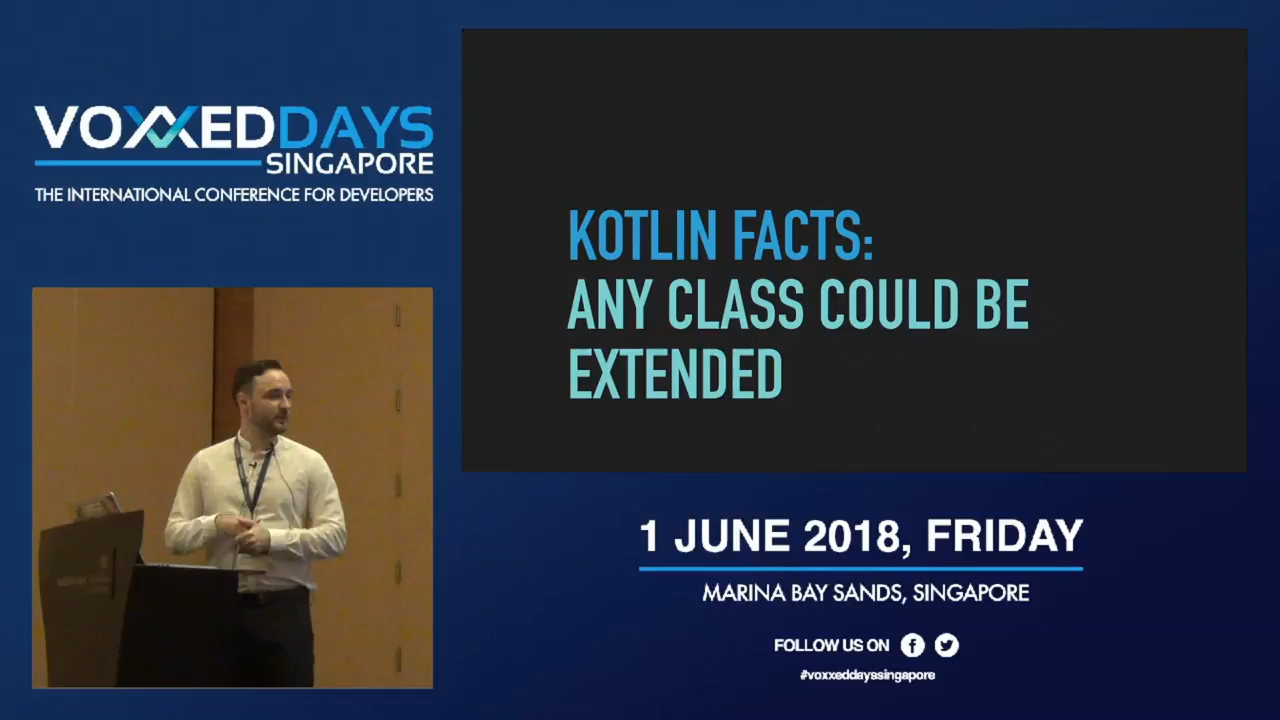 VOXXEDDAYS
SINGAPORE
THE INTERNATIONAL CONFERENCE FOR DEVELOPERS
KOTLIN FACTS:
ANY CLASS COULD BE
EXTENDED
1 JUNE 2018, FRIDAY
MARINA BAY SANDS, SINGAPORE
FOLLOW US ON
#voxxeddayssingapore